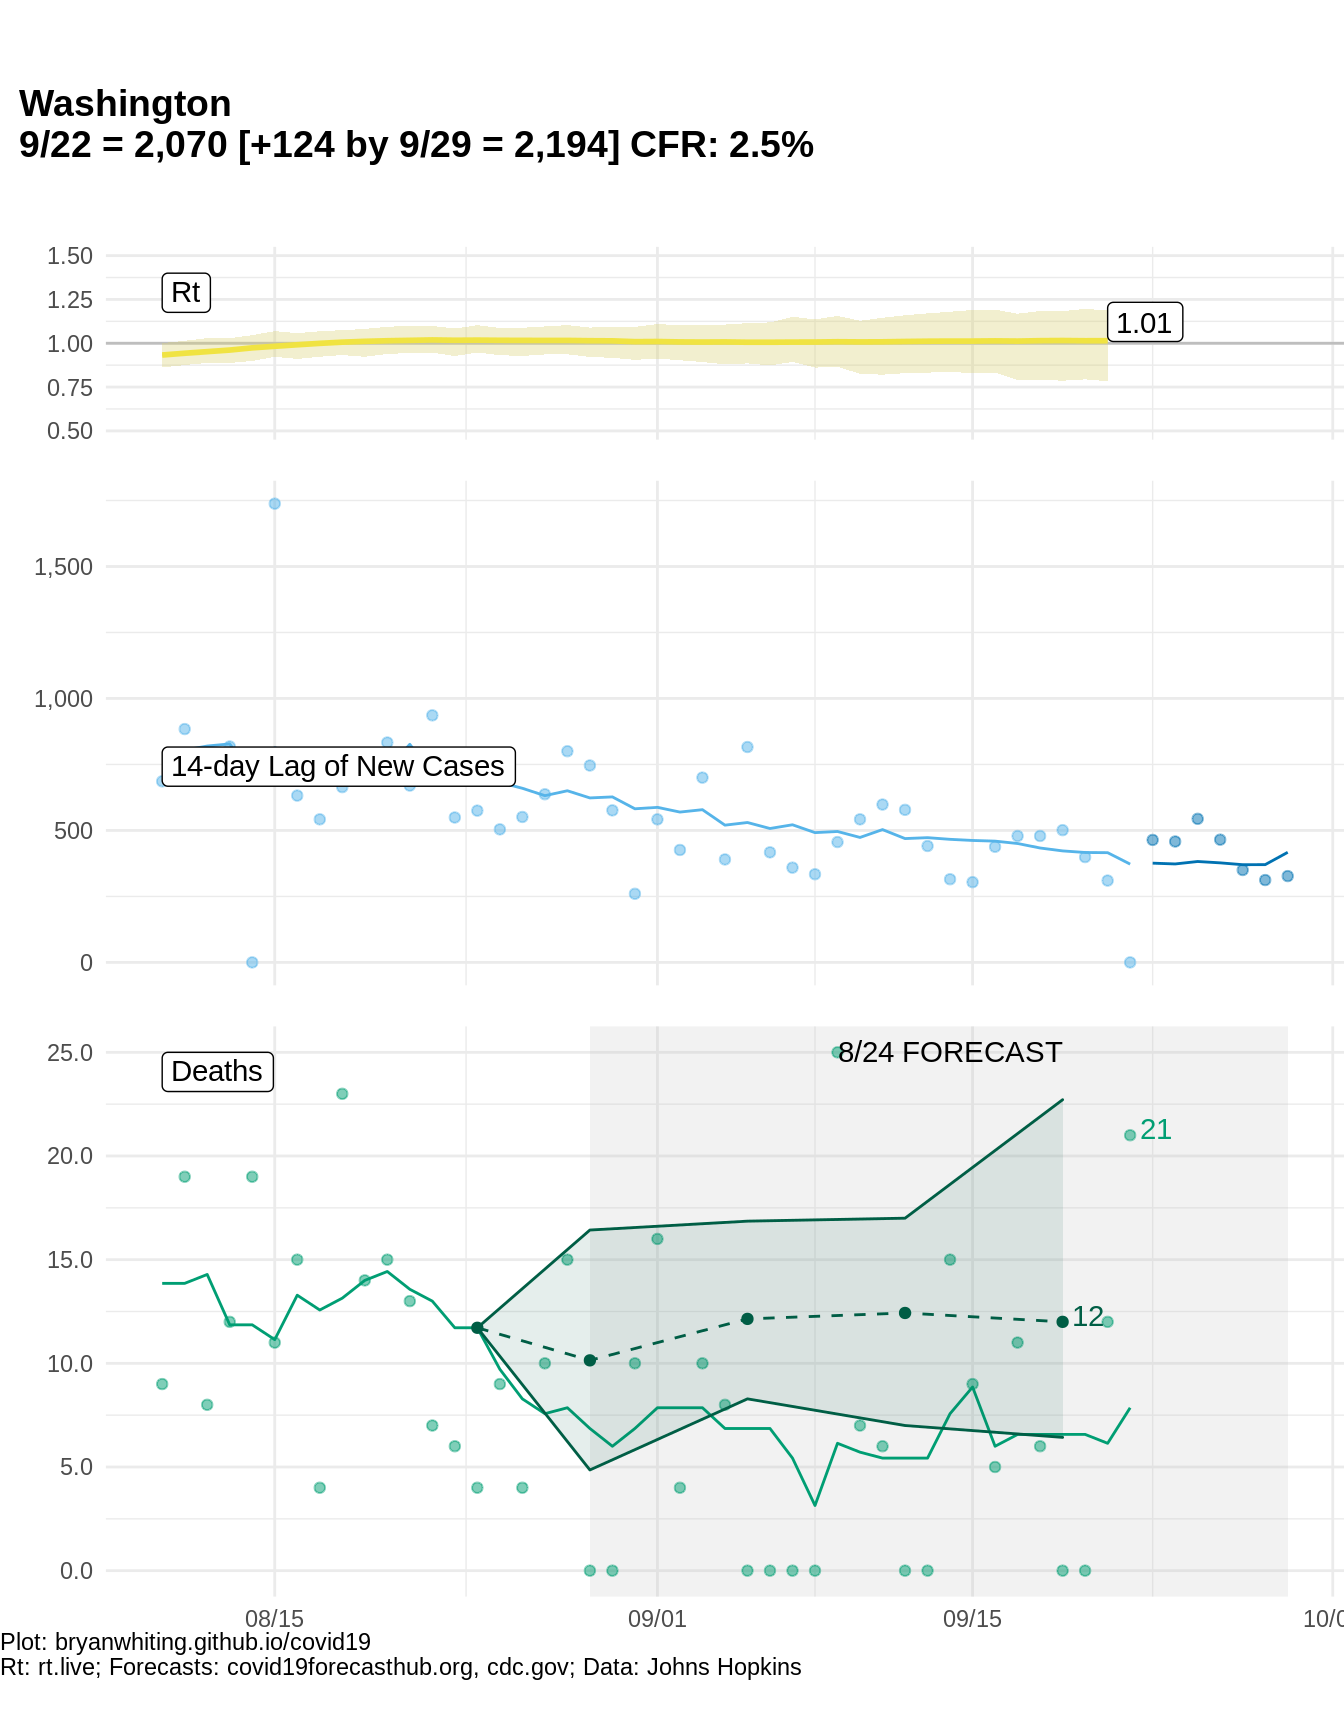 Washington
9/22 = 2,070 [+124 by 9/29 = 2,194] CFR: 2.5%
1.50
1.25
1.00
0.75
0.50
Rt
1.01
1,500
1,000
500
0
14-day Lag of New Cases
25.0
20.0
15.0
10.0
5.0
0.0
Deaths
8/24 FORECAST
21
12
08/15
09/01
09/15
10/0
Plot: bryanwhiting.github.io/covid19
Rt: rt.live; Forecasts: covid19forecasthub.org, cdc.gov; Data: Johns Hopkins